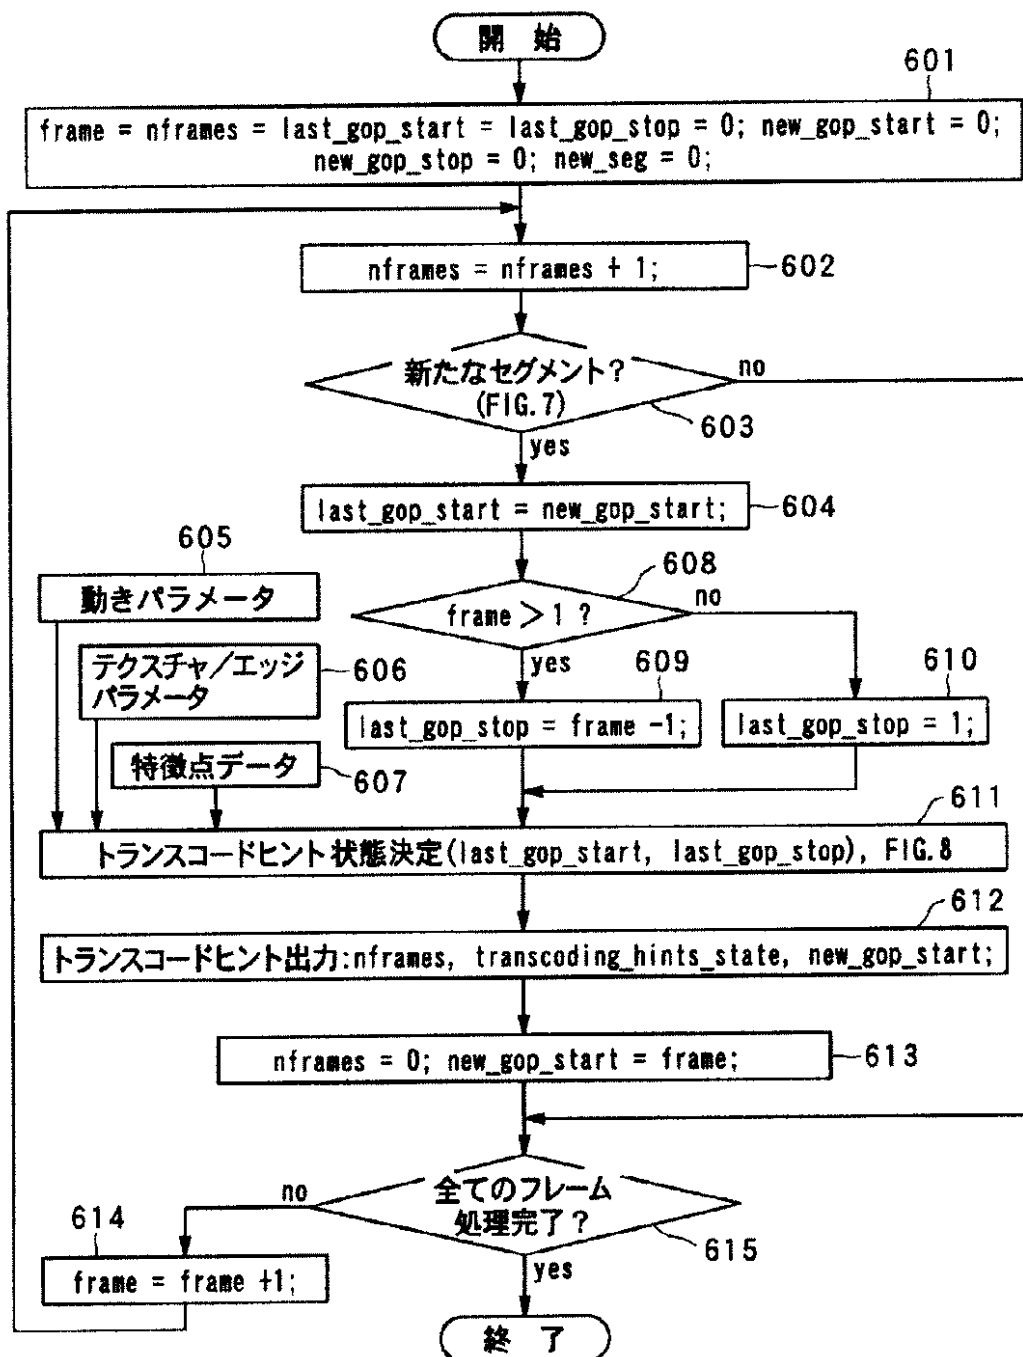 開 始
601
frame = nframes = last_gop_start = last_gop_stop = 0; new_gop_start = 0;
new_gop_stop = 0; new_seg = 0;
nframes = nframes + 1;
602
新たなセグメント?
(FIG.7)
no
603
yes
last_gop_start = new_gop_start;
604
605
動きパラメータ
608
frame > 1 ?
no
テクスチャ/エッジ
パラメータ
606
yes
609
610
last_gop_stop = frame -1;
last_gop_stop = 1;
特徴点データ
607
611
トランスコードヒント状態決定(last_gop_start, last_gop_stop), FIG.8
612
トランスコードヒント出力:nframes, transcoding_hints_state, new_gop_start;
nframes = 0; new_gop_start = frame;
613
全てのフレーム
処理完了?
no
614
615
frame = frame +1;
yes
終 了